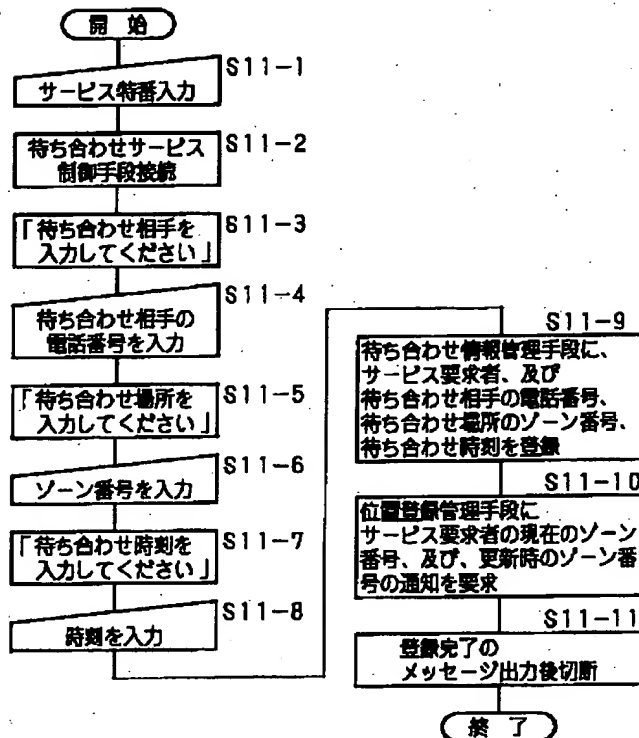 開 始
S11-1
サービス特番入力
S11-2
待ち合わせサービス
制御手段接続
S11-3
「待ち合わせ相手を
入力してください」
S11-4
待ち合わせ相手の
電話番号を入力
S11-5
「待ち合わせ場所を
入力してください」
S11-6
ゾーン番号を入力
S11-7
「待ち合わせ時刻を
入力してください」
S11-8
時刻を入力
S11-9
待ち合わせ情報管理手段に、
サービス要求者、及び
待ち合わせ相手の電話番号、
待ち合わせ場所のゾーン番号、
待ち合わせ時刻を登録
S11-10
位置登録管理手段に
サービス要求者の現在のゾーン
番号、及び、更新時のゾーン番
号の通知を要求
S11-11
登録完了の
メッセージ出力後切断
終 了